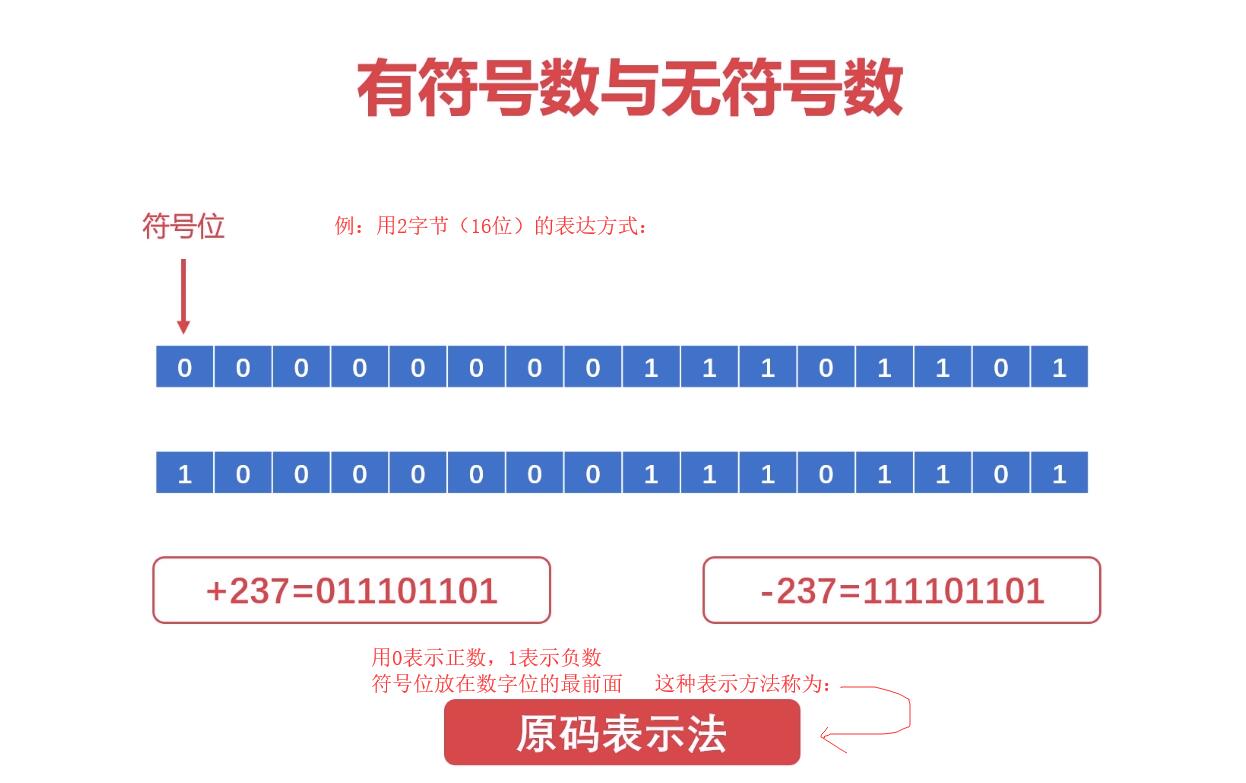 有符号数与无符号数
符号位
例：用2字节（16位）的表达方式：
0 0 0 0 0 0 0 0 1 1 1 0 1 1 0 1
1 0 0 0 0 0 0 0 1 1 1 0 1 1 0 1
+237=011101101
-237=111101101
用0表示正数，1表示负数
符号位放在数字位的最前面 这种表示方法称为：
原码表示法